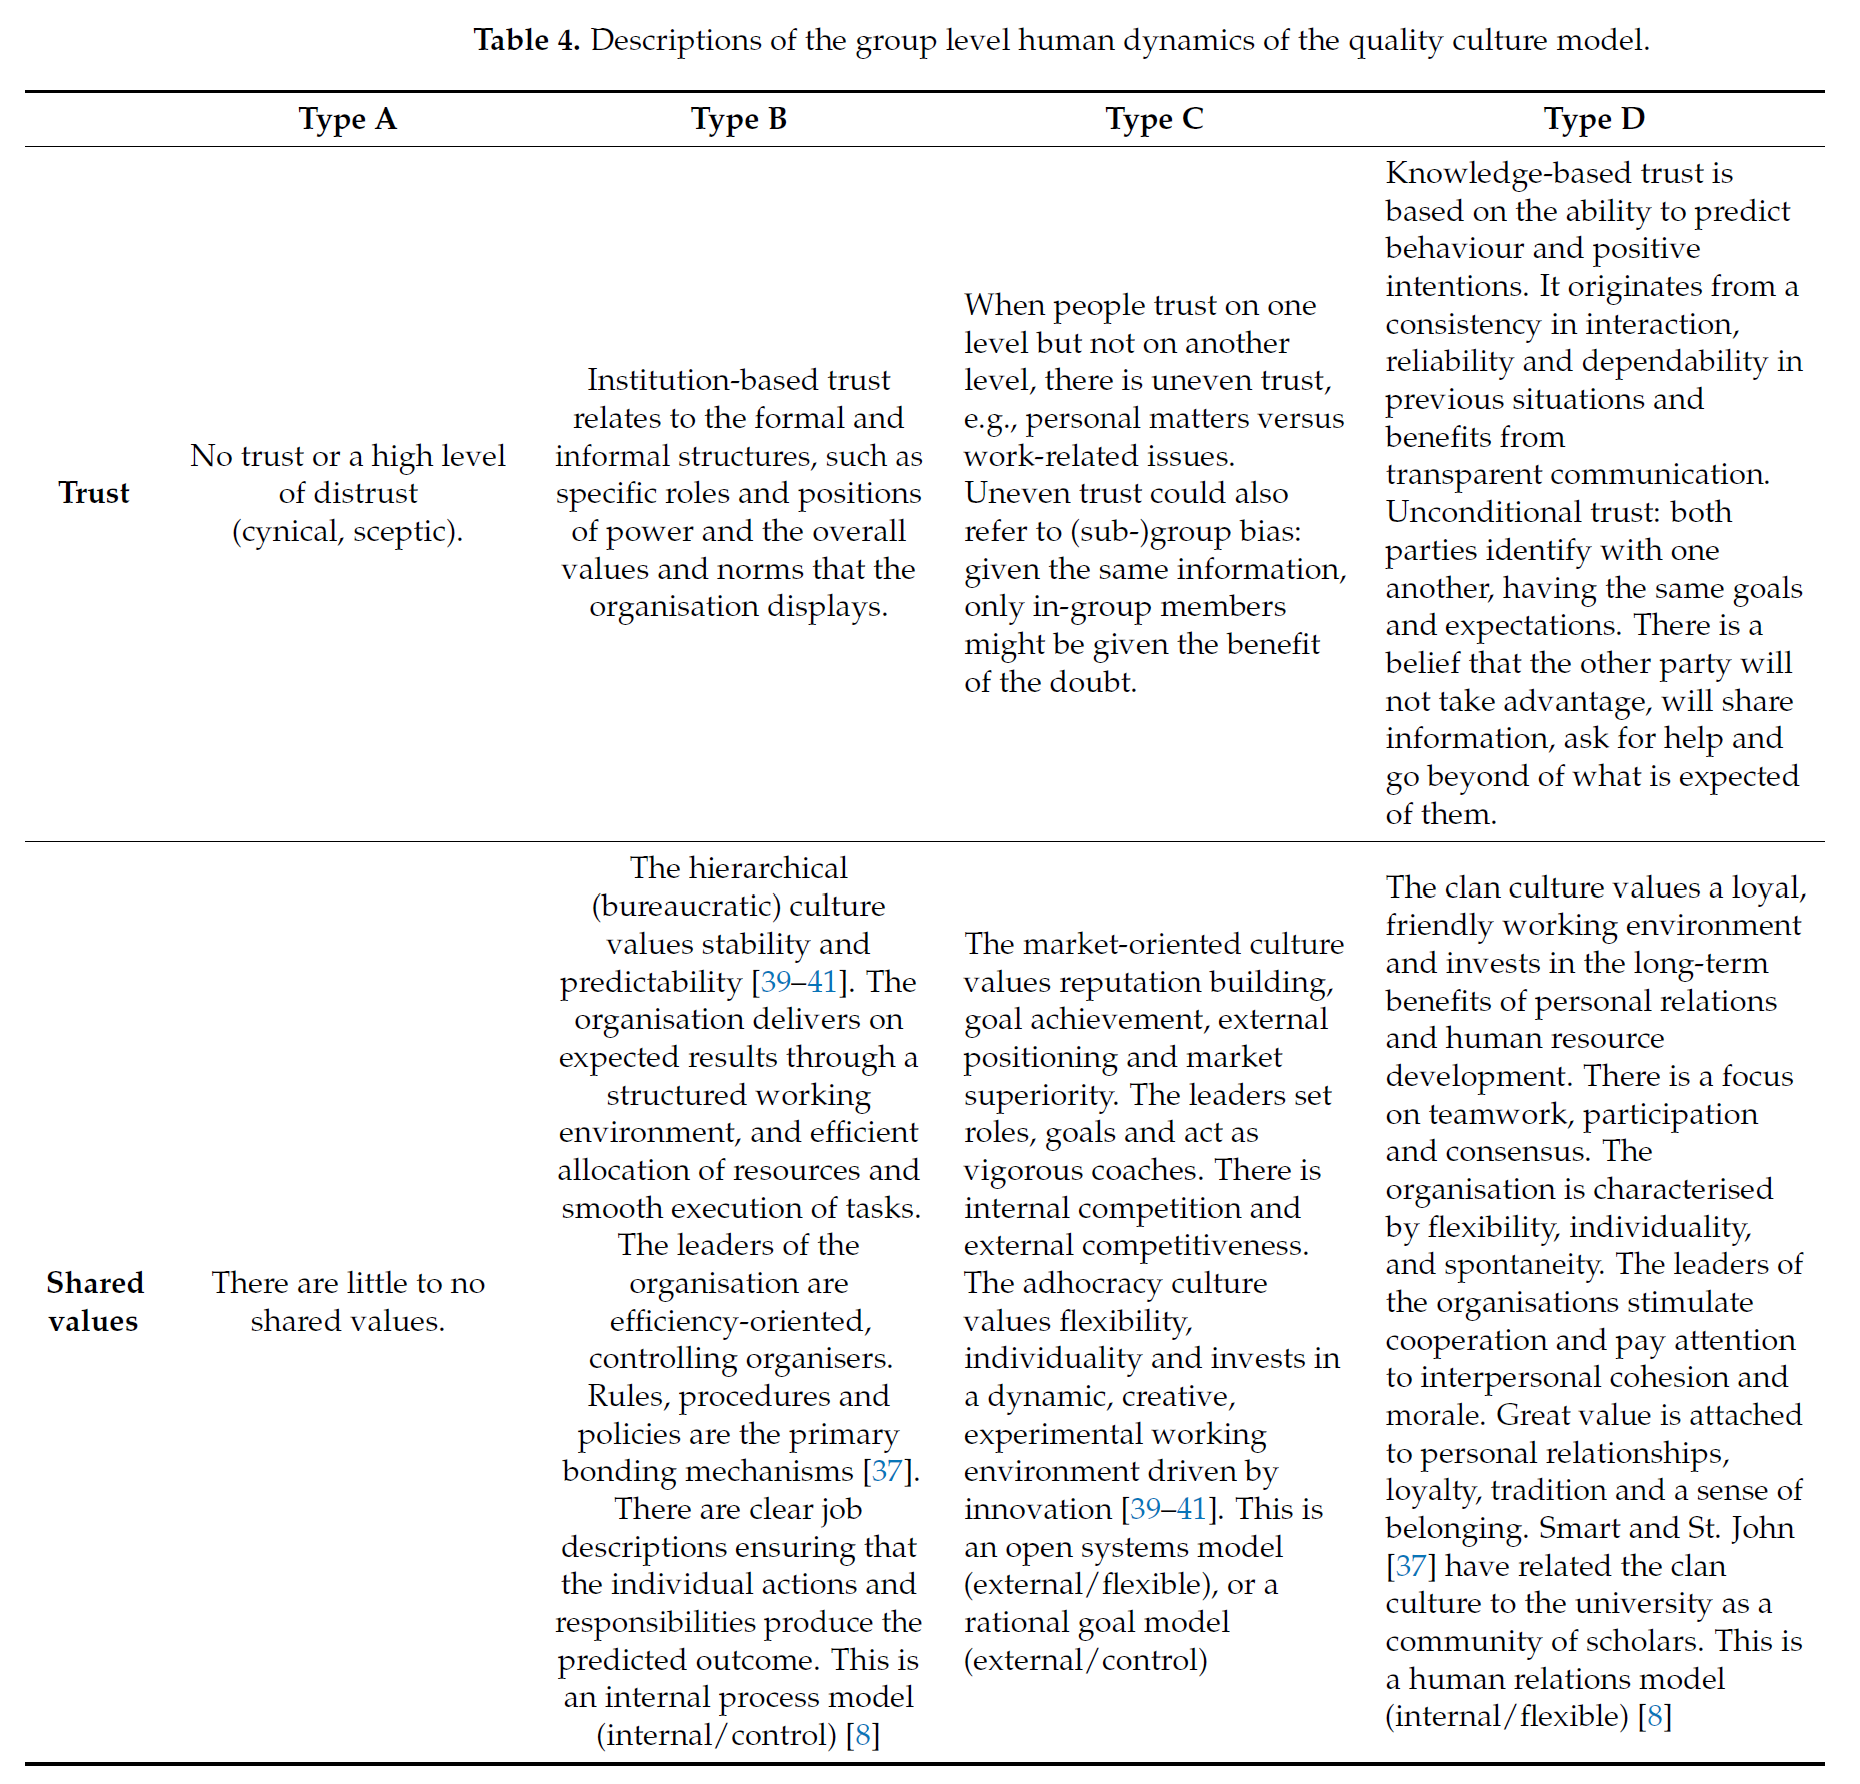 Table 4. Descriptions of the group level human dynamics of the quality culture model.
Type A
Type B
Type C
Type D
Trust
No trust or a high level
of distrust
(cynical, sceptic).
Institution-based trust
relates to the formal and
informal structures, such as
specific roles and positions
of power and the overall
values and norms that the
organisation displays.
When people trust on one
level but not on another
level, there is uneven trust,
e.g., personal matters versus
work-related issues.
Uneven trust could also
refer to (sub-)group bias:
given the same information,
only in-group members
might be given the benefit
of the doubt.
Knowledge-based trust is
based on the ability to predict
behaviour and positive
intentions. It originates from a
consistency in interaction,
reliability and dependability in
previous situations and
benefits from
transparent communication.
Unconditional trust: both
parties identify with one
another, having the same goals
and expectations. There is a
belief that the other party will
not take advantage, will share
information, ask for help and
go beyond of what is expected
of them.
Shared
values
There are little to no
shared values.
The hierarchical
(bureaucratic) culture
values stability and
predictability [39–41]. The
organisation delivers on
expected results through a
structured working
environment, and efficient
allocation of resources and
smooth execution of tasks.
The leaders of the
organisation are
efficiency-oriented,
controlling organisers.
Rules, procedures and
policies are the primary
bonding mechanisms [37].
There are clear job
descriptions ensuring that
the individual actions and
responsibilities produce the
predicted outcome. This is
an internal process model
(internal/control) [8]
The market-oriented culture
values reputation building,
goal achievement, external
positioning and market
superiority. The leaders set
roles, goals and act as
vigorous coaches. There is
internal competition and
external competitiveness.
The adhocracy culture
values flexibility,
individuality and invests in
a dynamic, creative,
experimental working
environment driven by
innovation [39–41]. This is
an open systems model
(external/flexible), or a
rational goal model
(external/control)
The clan culture values a loyal,
friendly working environment
and invests in the long-term
benefits of personal relations
and human resource
development. There is a focus
on teamwork, participation
and consensus. The
organisation is characterised
by flexibility, individuality,
and spontaneity. The leaders of
the organisations stimulate
cooperation and pay attention
to interpersonal cohesion and
morale. Great value is attached
to personal relationships,
loyalty, tradition and a sense of
belonging. Smart and St. John
[37] have related the clan
culture to the university as a
community of scholars. This is
a human relations model
(internal/flexible) [8]